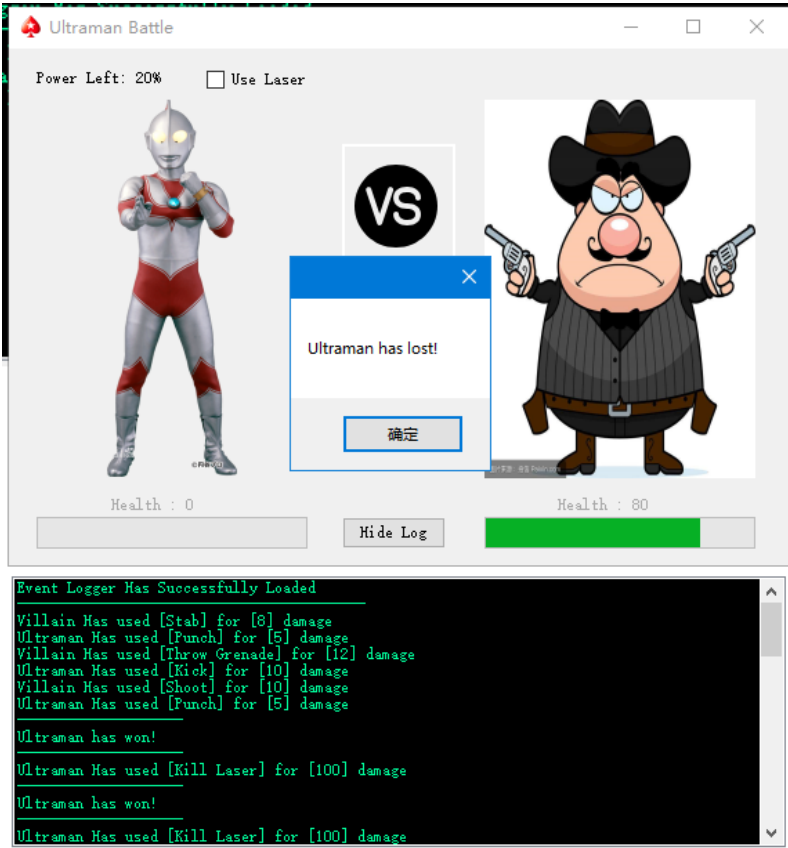 Ultraman Battle
Power Left: 20%
Use Laser
VS
Ultraman has lost!
确定
Health : 0
Health : 80
Hide Log
Event Logger Has Successfully Loaded
Villain Has used [Stab] for [8] damage
Ultraman Has used [Punch] for [5] damage
Villain Has used [Throw Grenade] for [12] damage
Ultraman Has used [Kick] for [10] damage
Villain Has used [Shoot] for [10] damage
Ultraman Has used [Punch] for [5] damage
Ultraman has won!
Ultraman Has used [Kill Laser] for [100] damage
Ultraman has won!
Ultraman Has used [Kill Laser] for [100] damage